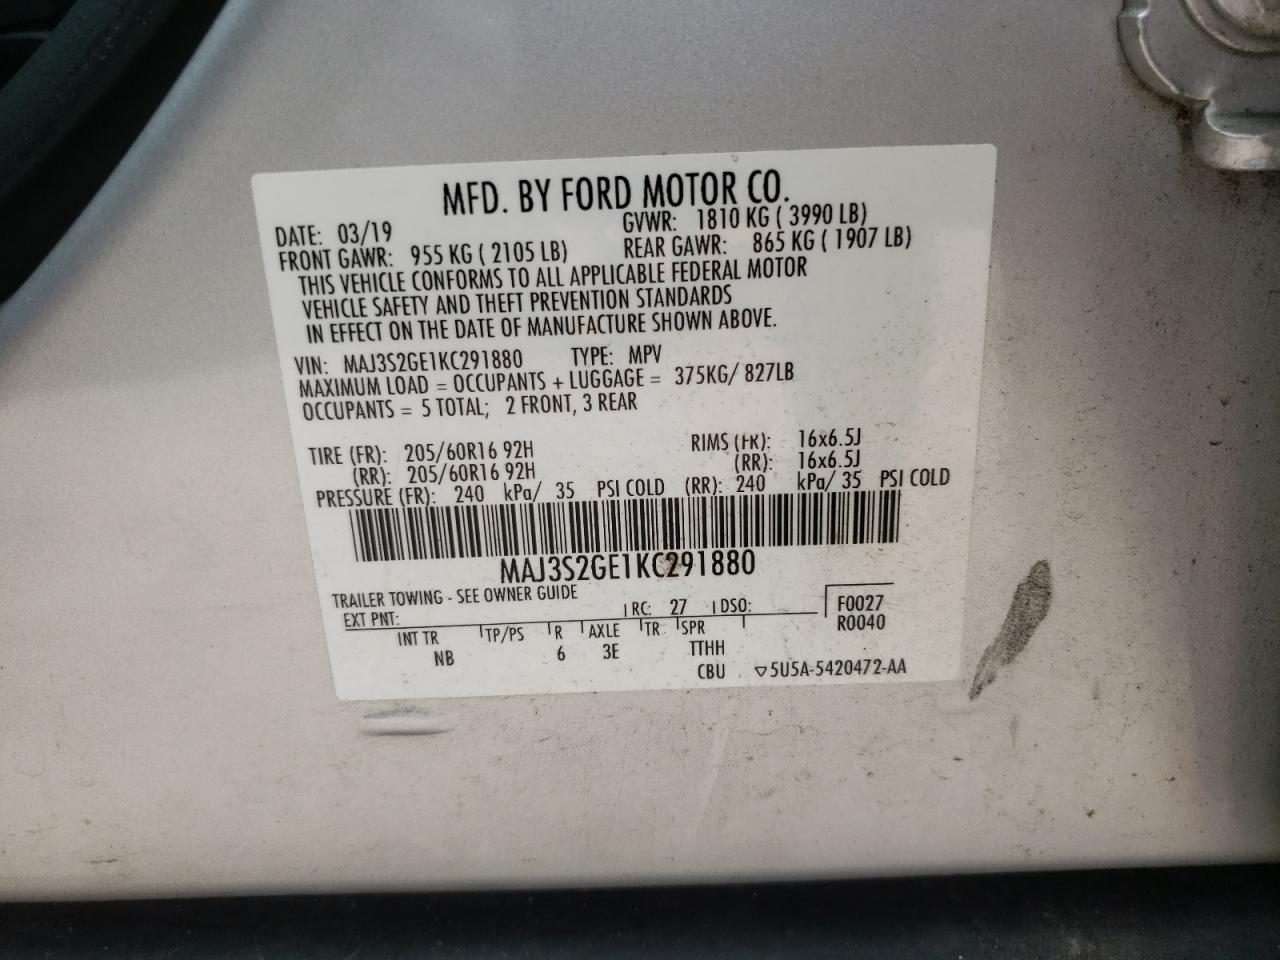 MFD. BY FORD MOTOR CO.
DATE: 03/19 GVWR: 1810 KG ( 3990 LB)
FRONT GAWR: 955 KG ( 2105 LB) REAR GAWR: 865 KG ( 1907 LB)
THIS VEHICLE CONFORMS TO ALL APPLICABLE FEDERAL MOTOR
VEHICLE SAFETY AND THEFT PREVENTION STANDARDS
IN EFFECT ON THE DATE OF MANUFACTURE SHOWN ABOVE.
VIN: MAJ3S2GE1KC291880 TYPE: MPV
MAXIMUM LOAD = OCCUPANTS + LUGGAGE = 375KG/ 827LB
OCCUPANTS = 5 TOTAL; 2 FRONT, 3 REAR
TIRE (FR): 205/60R16 92H RIMS (FR): 16x6.5J
(RR): 205/60R16 92H (RR): 16x6.5J
PRESSURE (FR): 240 kPa/ 35 PSI COLD (RR): 240 kPa/ 35 PSI COLD
MAJ3S2GE1KC291880
TRAILER TOWING - SEE OWNER GUIDE
EXT PNT: RC: 27 DSO: F0027
R0040
INT TR TP/PS R AXLE TR SPR
NB 6 3E TTHH
CBU ▽5U5A-5420472-AA